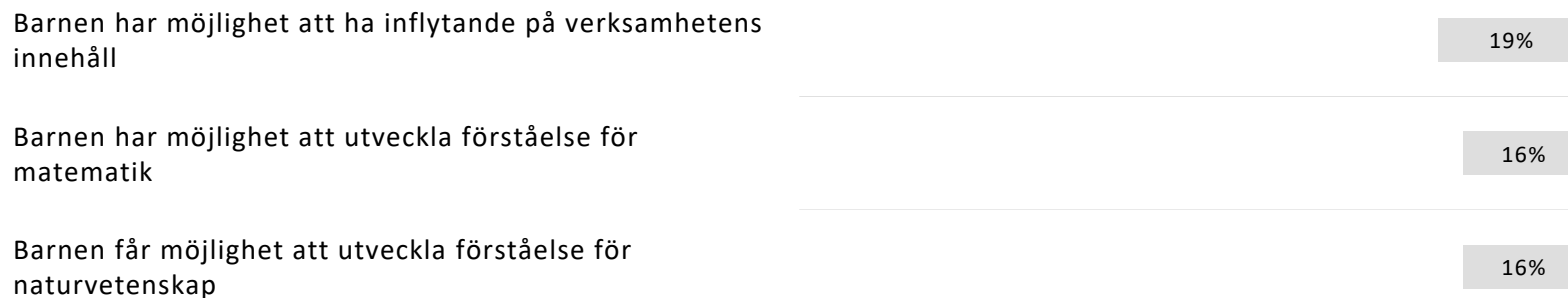 Barnen har möjlighet att ha inflytande på verksamhetens
innehåll
19%
Barnen har möjlighet att utveckla förståelse för
matematik
16%
Barnen får möjlighet att utveckla förståelse för
naturvetenskap
16%